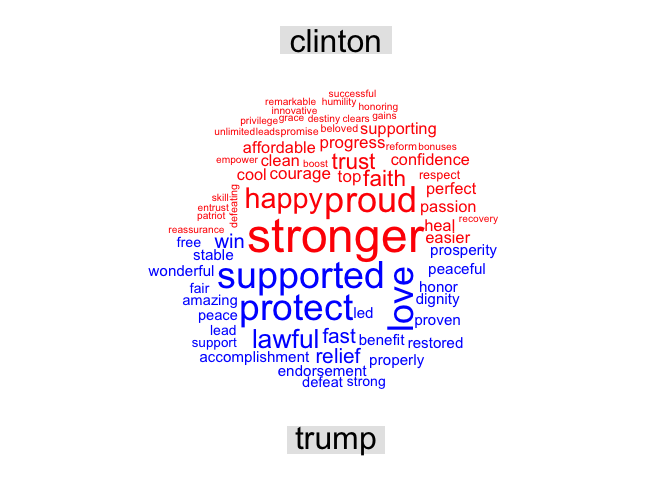 clinton
successful
remarkable humility honoring
innovative gains
privilege grace destiny clears
unlimited leads promise beloved supporting
affordable progress reform bonuses
empower clean boost trust confidence
cool courage top faith respect
skill defeating happy proud perfect
entrust passion
patriot recovery
reassurance win stronger heal
free easier
stable prosperity
wonderful supported love peaceful
fair honor
amazing protect led dignity
peace proven
lead lawful fast benefit restored
support
accomplishment relief properly
endorsement
defeat strong
trump